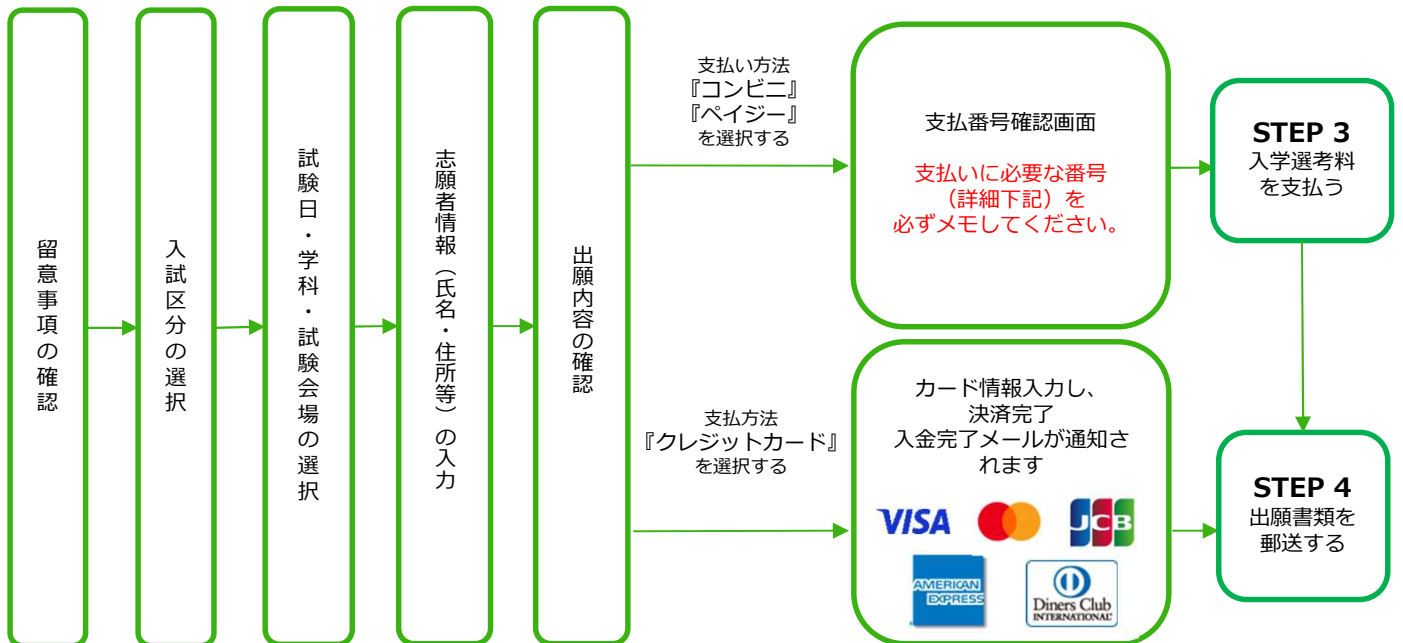 留意事項の確認
入試区分の選択
試験日・学科・試験会場の選択
志願者情報（氏名・住所等）の入力
出願内容の確認
支払い方法
『コンビニ』
『ペイジー』
を選択する
支払番号確認画面
支払いに必要な番号
（詳細下記）を
必ずメモしてください。
STEP 3
入学選考料
を支払う
支払方法
『クレジットカード』
を選択する
カード情報入力し、
決済完了
入金完了メールが通知さ
れます
VISA
JCB
AMERICAN
EXPRESS
Diners Club
INTERNATIONAL
STEP 4
出願書類を
郵送する